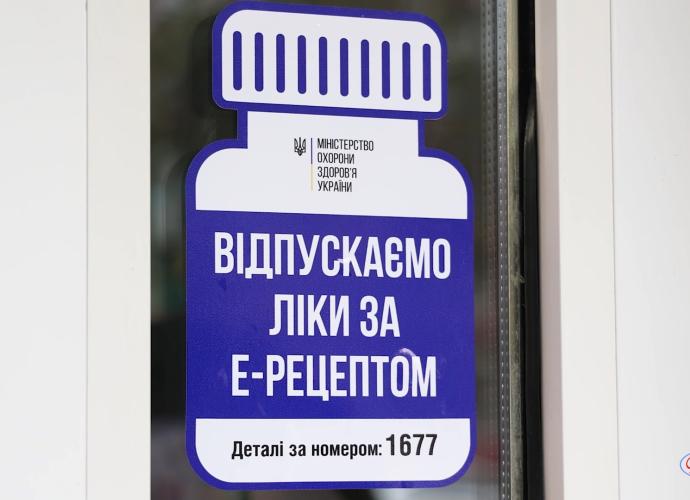 МІНІСТЕРСТВО
ОХОРОНИ
ЗДОРОВ'Я
УКРАЇНИ
ВІДПУСКАЄМО
ЛІКИ ЗА
Е-РЕЦЕПТОМ
Деталі за номером: 1677